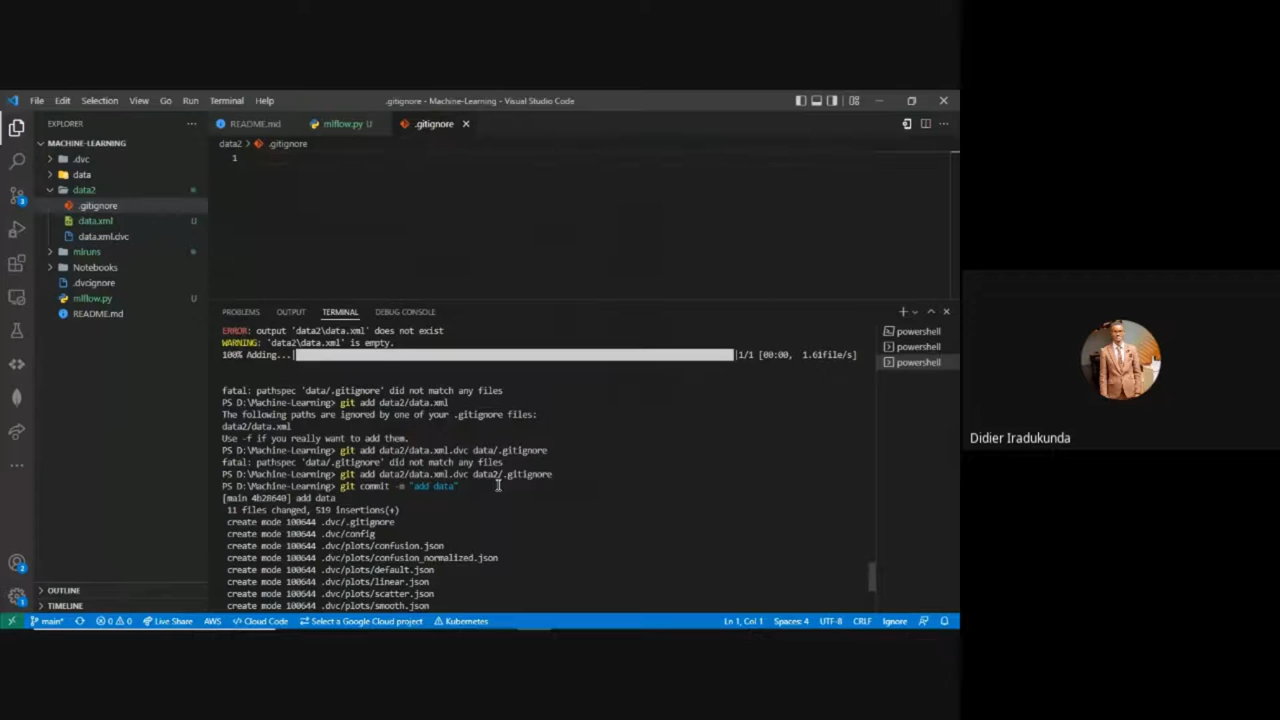 File Edit Selection View Go Run Terminal Help
.gitignore - Machine-Learning - Visual Studio Code
EXPLORER
MACHINE-LEARNING
.dvc
data
data2
.gitignore
data.xml U
data.xml.dvc
mlruns
Notebooks
.dvcignore
mlflow.py U
README.md
OUTLINE
TIMELINE
README.md mlflow.py U .gitignore
data2 > .gitignore
1
PROBLEMS OUTPUT TERMINAL DEBUG CONSOLE
ERROR: output 'data2\data.xml' does not exist
WARNING: 'data2\data.xml' is empty.
100% Adding...| |1/1 [00:00, 1.61file/s]
fatal: pathspec 'data/.gitignore' did not match any files
PS D:\Machine-Learning> git add data2/data.xml
The following paths are ignored by one of your .gitignore files:
data2/data.xml
Use -f if you really want to add them.
PS D:\Machine-Learning> git add data2/data.xml.dvc data/.gitignore
fatal: pathspec 'data/.gitignore' did not match any files
PS D:\Machine-Learning> git add data2/data.xml.dvc data2/.gitignore
PS D:\Machine-Learning> git commit -m "add data"
[main 4b28640] add data
11 files changed, 519 insertions(+)
create mode 100644 .dvc/.gitignore
create mode 100644 .dvc/config
create mode 100644 .dvc/plots/confusion.json
create mode 100644 .dvc/plots/confusion_normalized.json
create mode 100644 .dvc/plots/default.json
create mode 100644 .dvc/plots/linear.json
create mode 100644 .dvc/plots/scatter.json
create mode 100644 .dvc/plots/smooth.json
powershell
powershell
powershell
main* 0 0 Live Share AWS Cloud Code Select a Google Cloud project Kubernetes
Ln 1, Col 1 Spaces: 4 UTF-8 CRLF Ignore
Didier Iradukunda